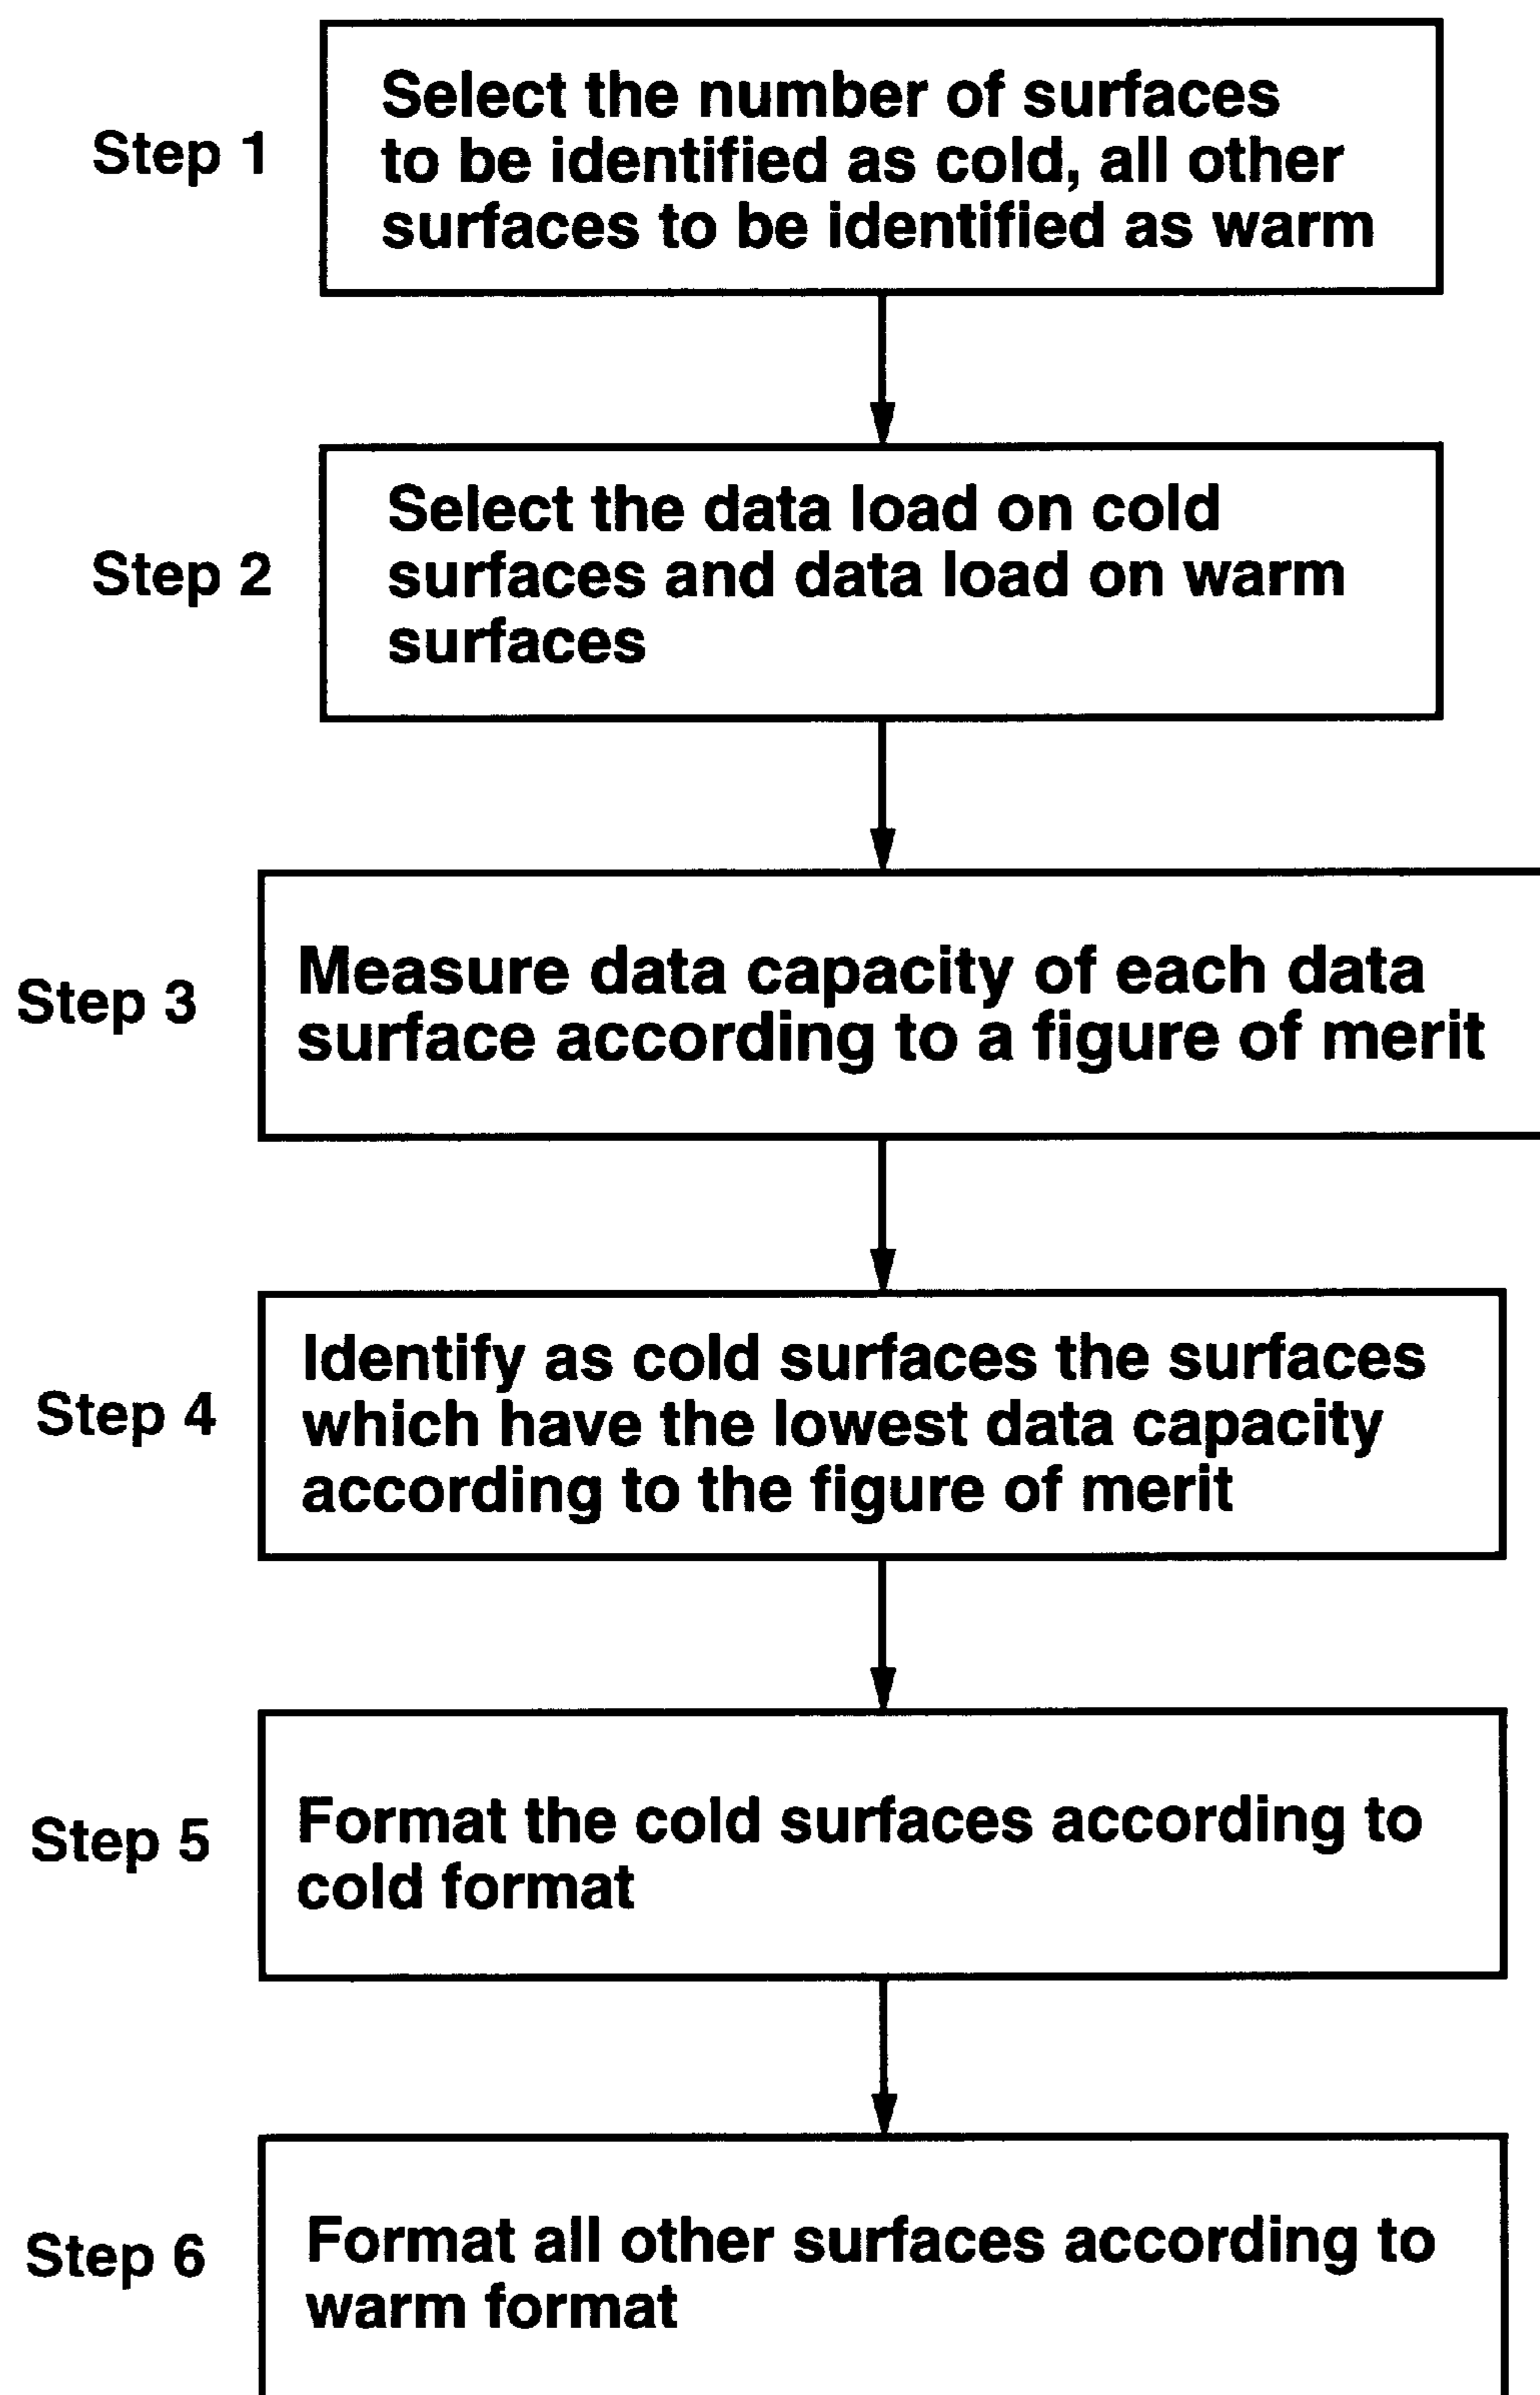 Step 1
Select the number of surfaces
to be identified as cold, all other
surfaces to be identified as warm
Step 2
Select the data load on cold
surfaces and data load on warm
surfaces
Step 3
Measure data capacity of each data
surface according to a figure of merit
Step 4
Identify as cold surfaces the surfaces
which have the lowest data capacity
according to the figure of merit
Step 5
Format the cold surfaces according to
cold format
Step 6
Format all other surfaces according to
warm format